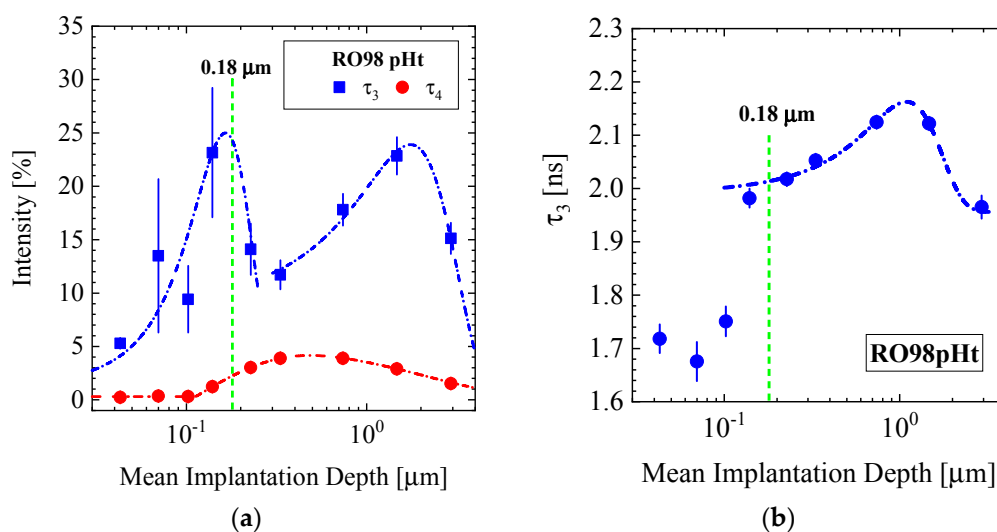 35
30
25
20
15
10
5
0
Intensity [%]
0.18 μm
RO98 pHt
τ3 τ4
10-1 100
Mean Implantation Depth [μm]
(a)
2.3
2.2
2.1
2.0
1.9
1.8
1.7
1.6
τ3 [ns]
0.18 μm
RO98pHt
10-1 100
Mean Implantation Depth [μm]
(b)